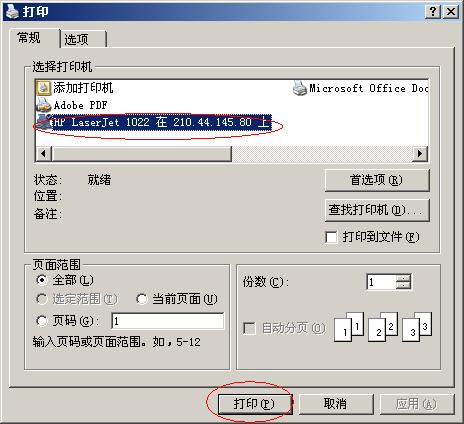 打印
常规
选项
选择打印机
添加打印机
Microsoft Office Doc
Adobe PDF
HP LaserJet 1022 在 210.44.145.80 上
状态: 就绪
首选项(R)
位置:
查找打印机(D)...
备注:
打印到文件(F)
页面范围
全部(L)
份数(C): 1
选定范围(T)
当前页面(U)
页码(G): 1
自动分页(O)
1 1 2 2 3 3
输入页码或页面范围。如,5-12
打印(P)
取消
应用(A)